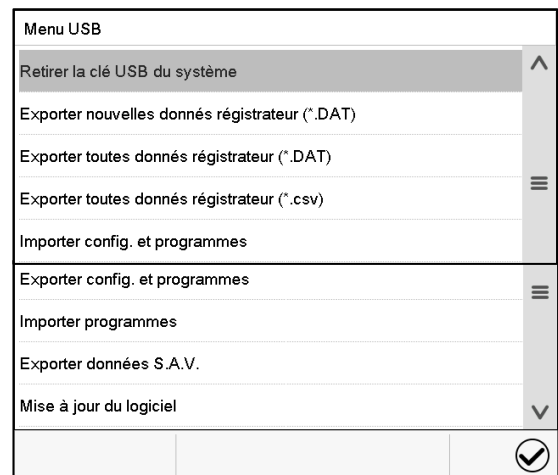 Menu USB
Retirer la clé USB du système
Exporter nouvelles donnés régistrateur (*.DAT)
Exporter toutes donnés régistrateur (*.DAT)
Exporter toutes donnés régistrateur (*.csv)
Importer config. et programmes
Exporter config. et programmes
Importer programmes
Exporter données S.A.V.
Mise à jour du logiciel